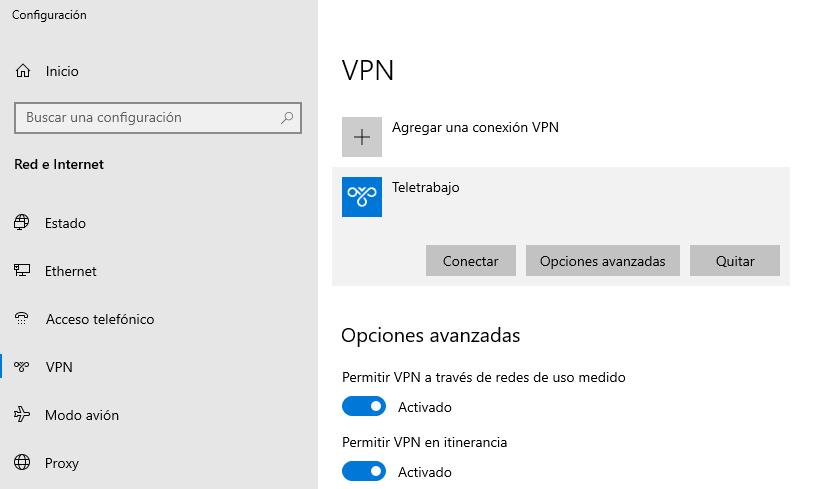 Configuración
Inicio
Buscar una configuración
Red e Internet
Estado
Ethernet
Acceso telefónico
VPN
Modo avión
Proxy
VPN
Agregar una conexión VPN
Teletrabajo
Conectar Opciones avanzadas Quitar
Opciones avanzadas
Permitir VPN a través de redes de uso medido
Activado
Permitir VPN en itinerancia
Activado